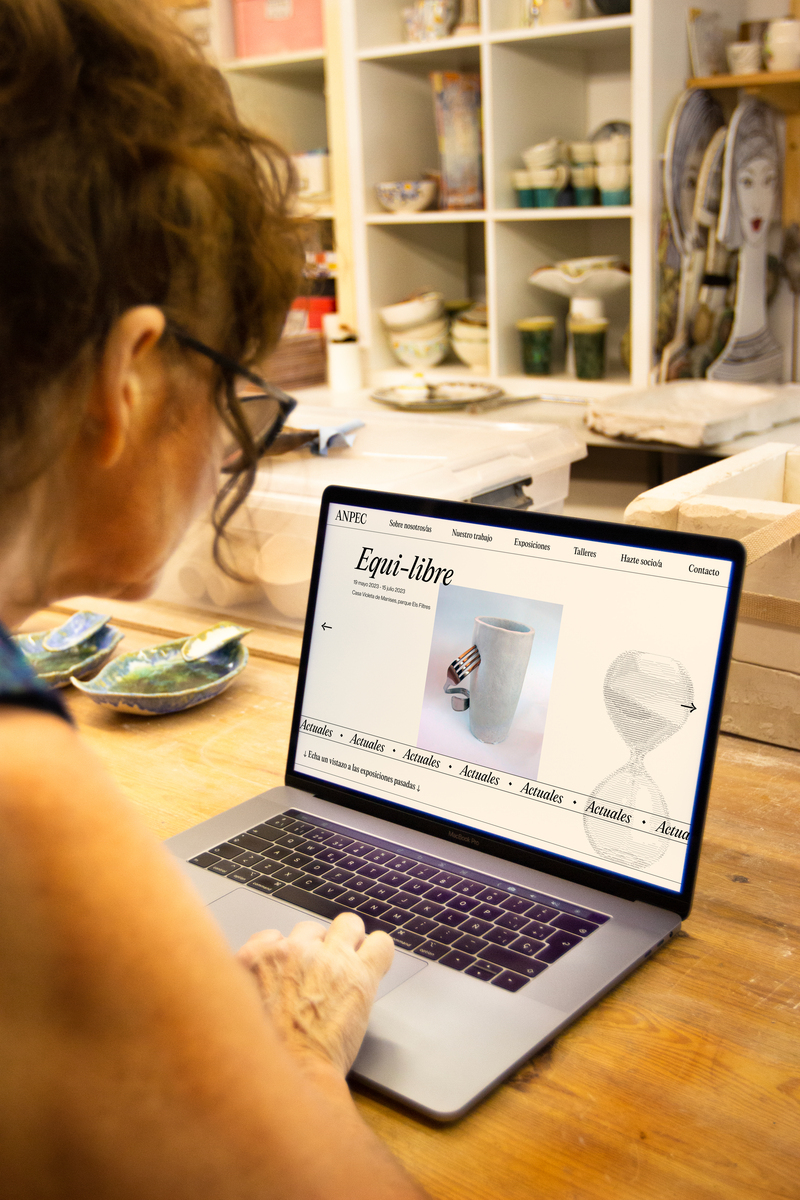 ANPEC
Sobre nosotros/as
Nuestro trabajo
Exposiciones
Talleres
Hazte socio/a
Contacto
Equi-libre
19 mayo 2023 - 15 julio 2023
Casa Violeta de Manises, parque Els Filtres
←
→
Actuales • Actuales • Actuales • Actuales • Actuales • Actuales • Actua
↓ Echa un vistazo a las exposiciones pasadas ↓
MacBook Pro